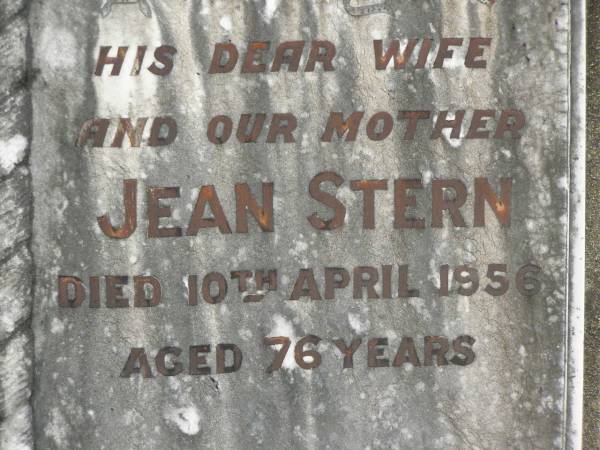 HIS DEAR WIFE
AND OUR MOTHER
JEAN STERN
DIED 10TH APRIL 1956
AGED 76 YEARS